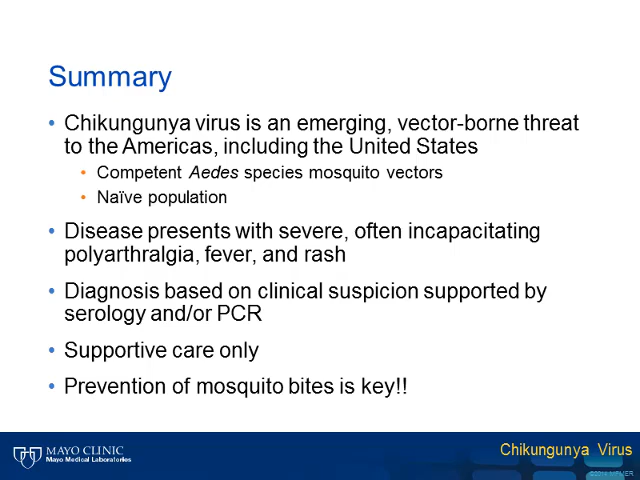 Summary
• Chikungunya virus is an emerging, vector-borne threat
to the Americas, including the United States
• Competent Aedes species mosquito vectors
• Naïve population
• Disease presents with severe, often incapacitating
polyarthralgia, fever, and rash
• Diagnosis based on clinical suspicion supported by
serology and/or PCR
• Supportive care only
• Prevention of mosquito bites is key!!
MAYO CLINIC
Mayo Medical Laboratories
Chikungunya Virus